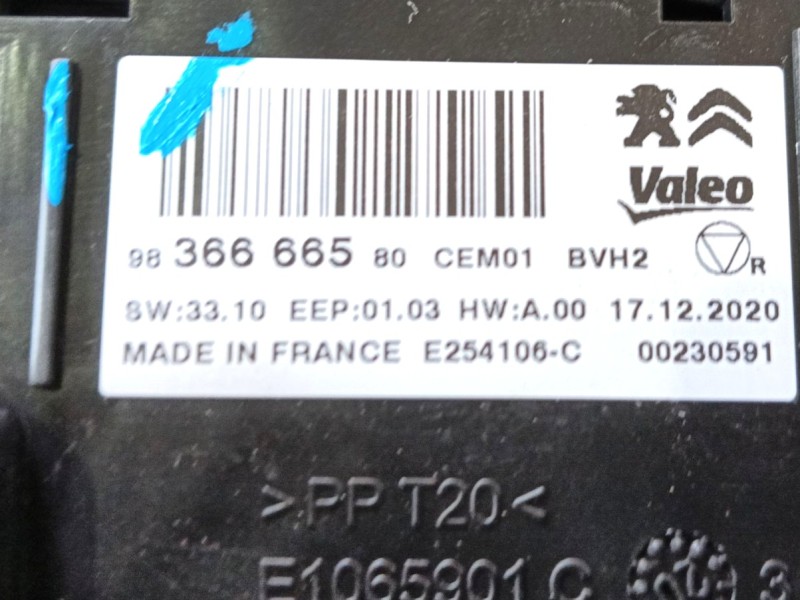 Valeo
98 366 665 80 CEM01 BVH2 R
SW:33.10 EEP:01.03 HW:A.00 17.12.2020
MADE IN FRANCE E254106-C 00230591
>PP T20<
E1065901 C 3